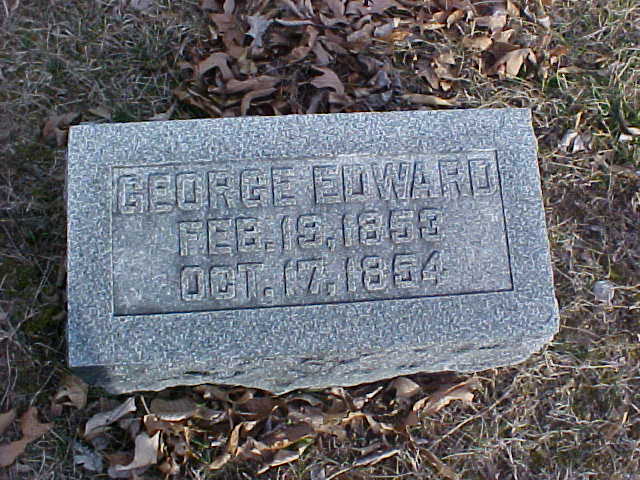 GEORGE EDWARD
FEB. 19, 1853
OCT. 17, 1854